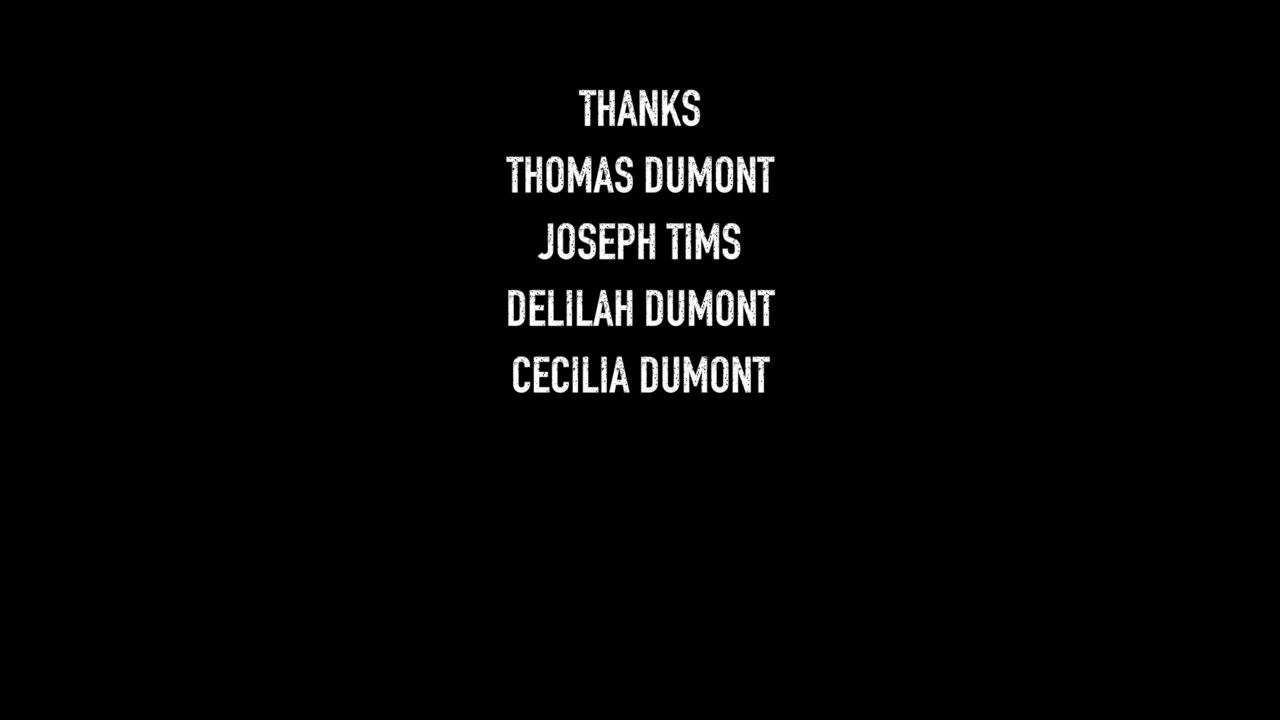 THANKS
THOMAS DUMONT
JOSEPH TIMS
DELILAH DUMONT
CECILIA DUMONT